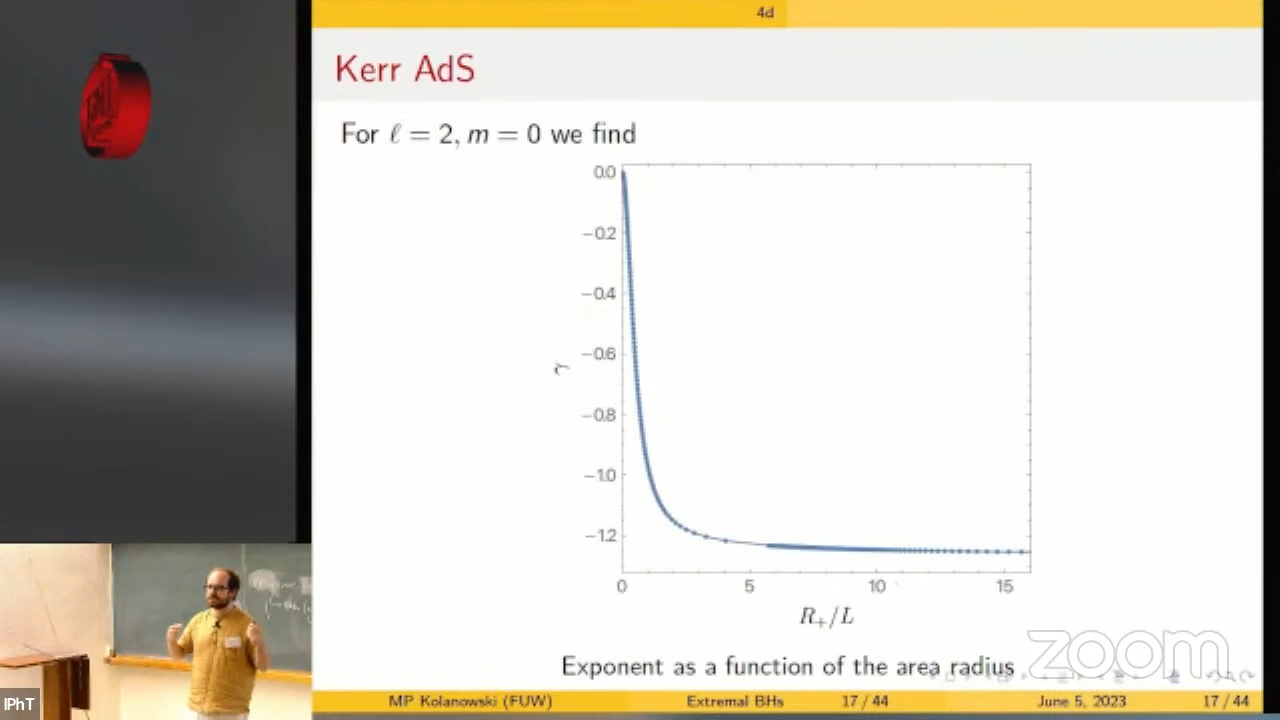 4d
Kerr AdS
For ℓ = 2, m = 0 we find
0.0
−0.2
−0.4
−0.6
−0.8
−1.0
−1.2
γ
0
5
10
15
R₊/L
Exponent as a function of the area radius
zoom
MP Kolanowski (FUW) Extremal BHs 17 / 44 June 5, 2023 17 / 44
IPhT